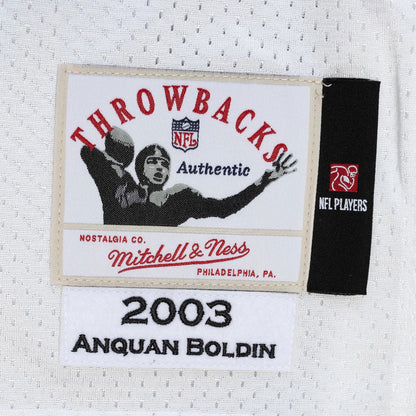 THROWBACKS
NFL
Authentic
NFL PLAYERS
NOSTALGIA CO.
Mitchell & Ness
PHILADELPHIA, PA.
2003
ANQUAN BOLDIN